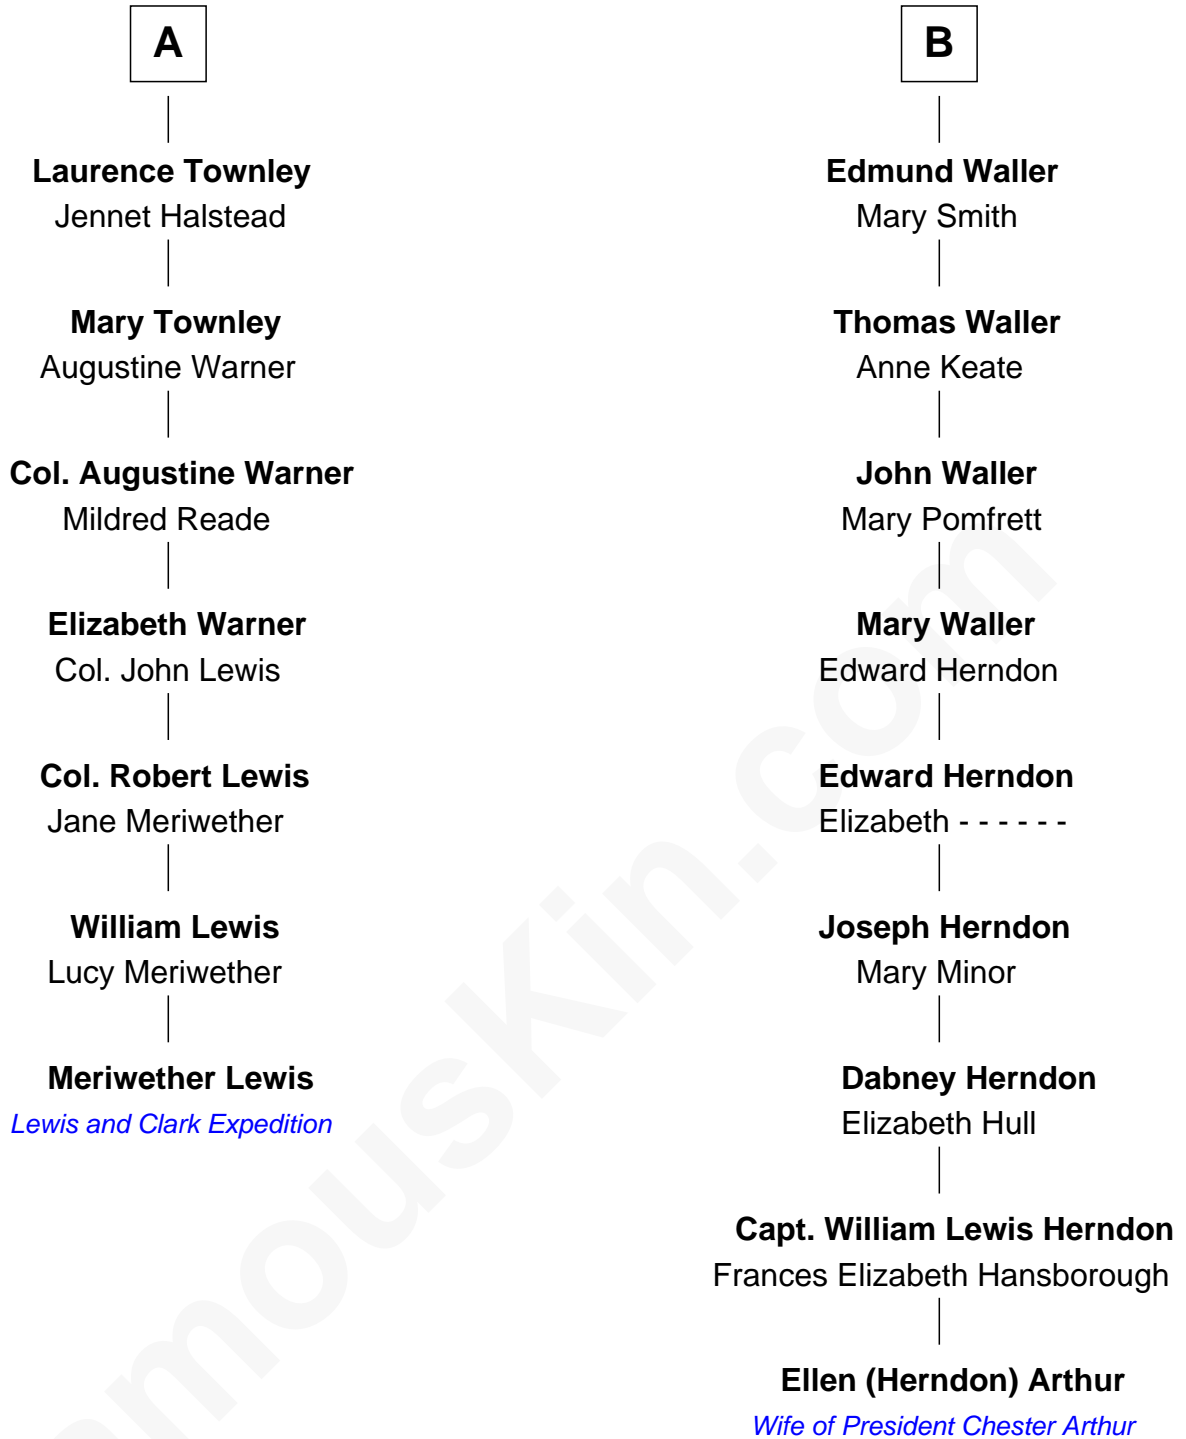 A
Laurence Townley
Jennet Halstead
Mary Townley
Augustine Warner
Col. Augustine Warner
Mildred Reade
Elizabeth Warner
Col. John Lewis
Col. Robert Lewis
Jane Meriwether
William Lewis
Lucy Meriwether
Meriwether Lewis
Lewis and Clark Expedition
B
Edmund Waller
Mary Smith
Thomas Waller
Anne Keate
John Waller
Mary Pomfrett
Mary Waller
Edward Herndon
Edward Herndon
Elizabeth - - - - - -
Joseph Herndon
Mary Minor
Dabney Herndon
Elizabeth Hull
Capt. William Lewis Herndon
Frances Elizabeth Hansborough
Ellen (Herndon) Arthur
Wife of President Chester Arthur
amousKin.com